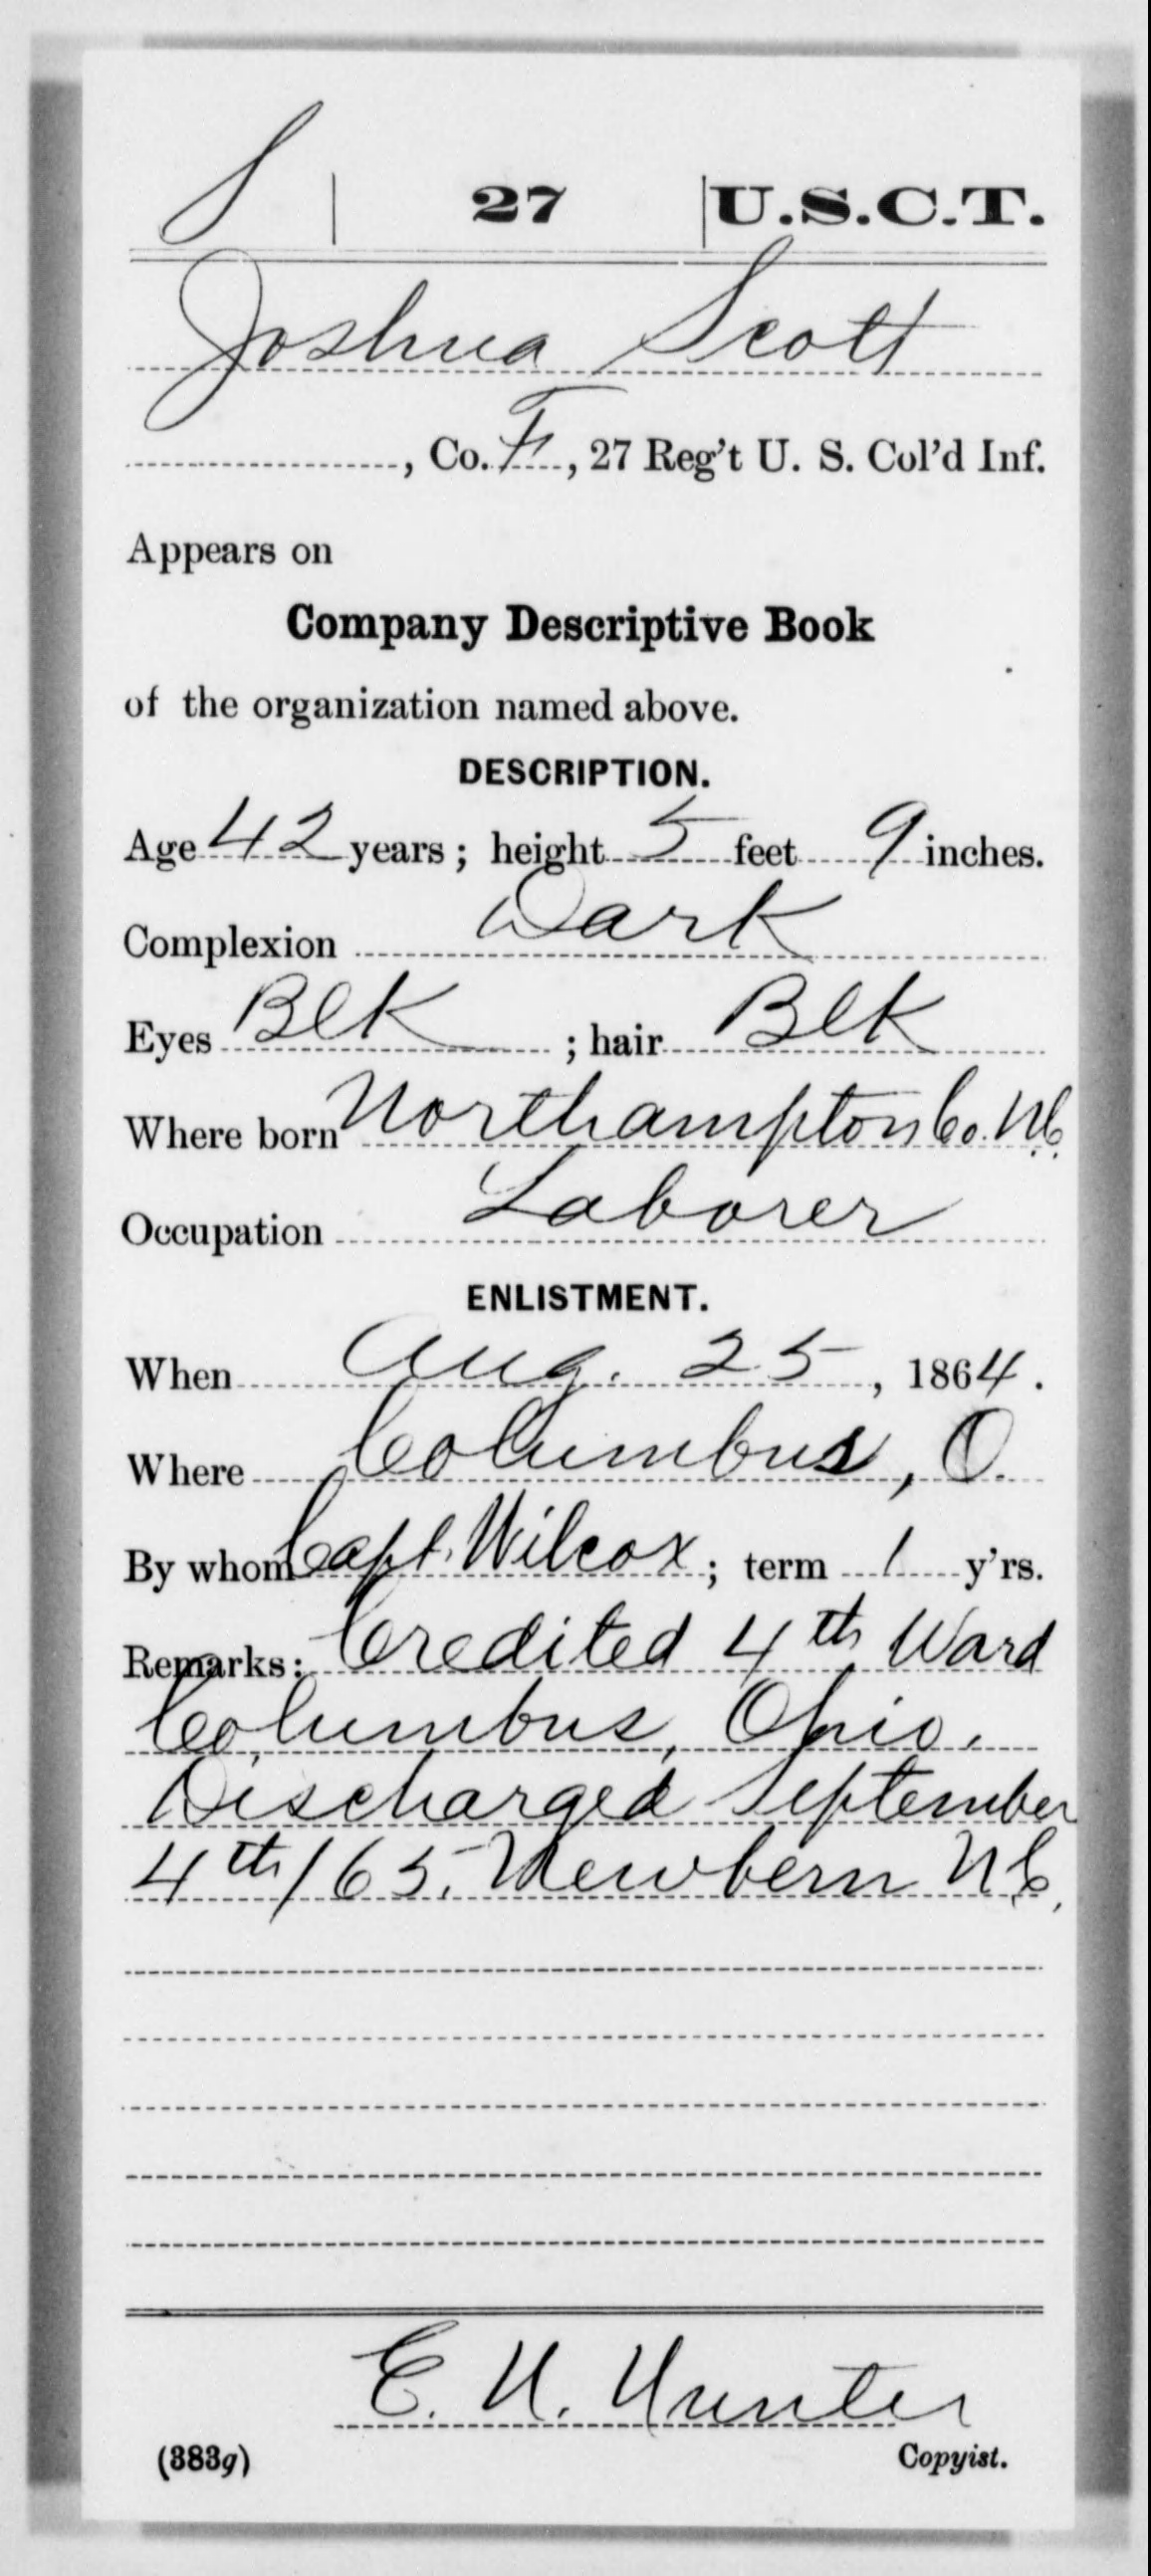 S | 27 | U.S.C.T.
Joshua Scott
, Co. F, 27 Reg't U. S. Col'd Inf.
Appears on
Company Descriptive Book
of the organization named above.
DESCRIPTION.
Age 42 years; height 5 feet 9 inches.
Complexion Dark
Eyes Blk ; hair Blk
Where born Northampton Co. N.C.
Occupation Laborer
ENLISTMENT.
When Aug. 25, 1864.
Where Columbus, O.
By whom Capt. Wilcox; term 1 y'rs.
Remarks: Credited 4th Ward
Columbus, Ohio.
Discharged September
4th/65. Newbern N.C.
Hunter
(383g) Copyist.